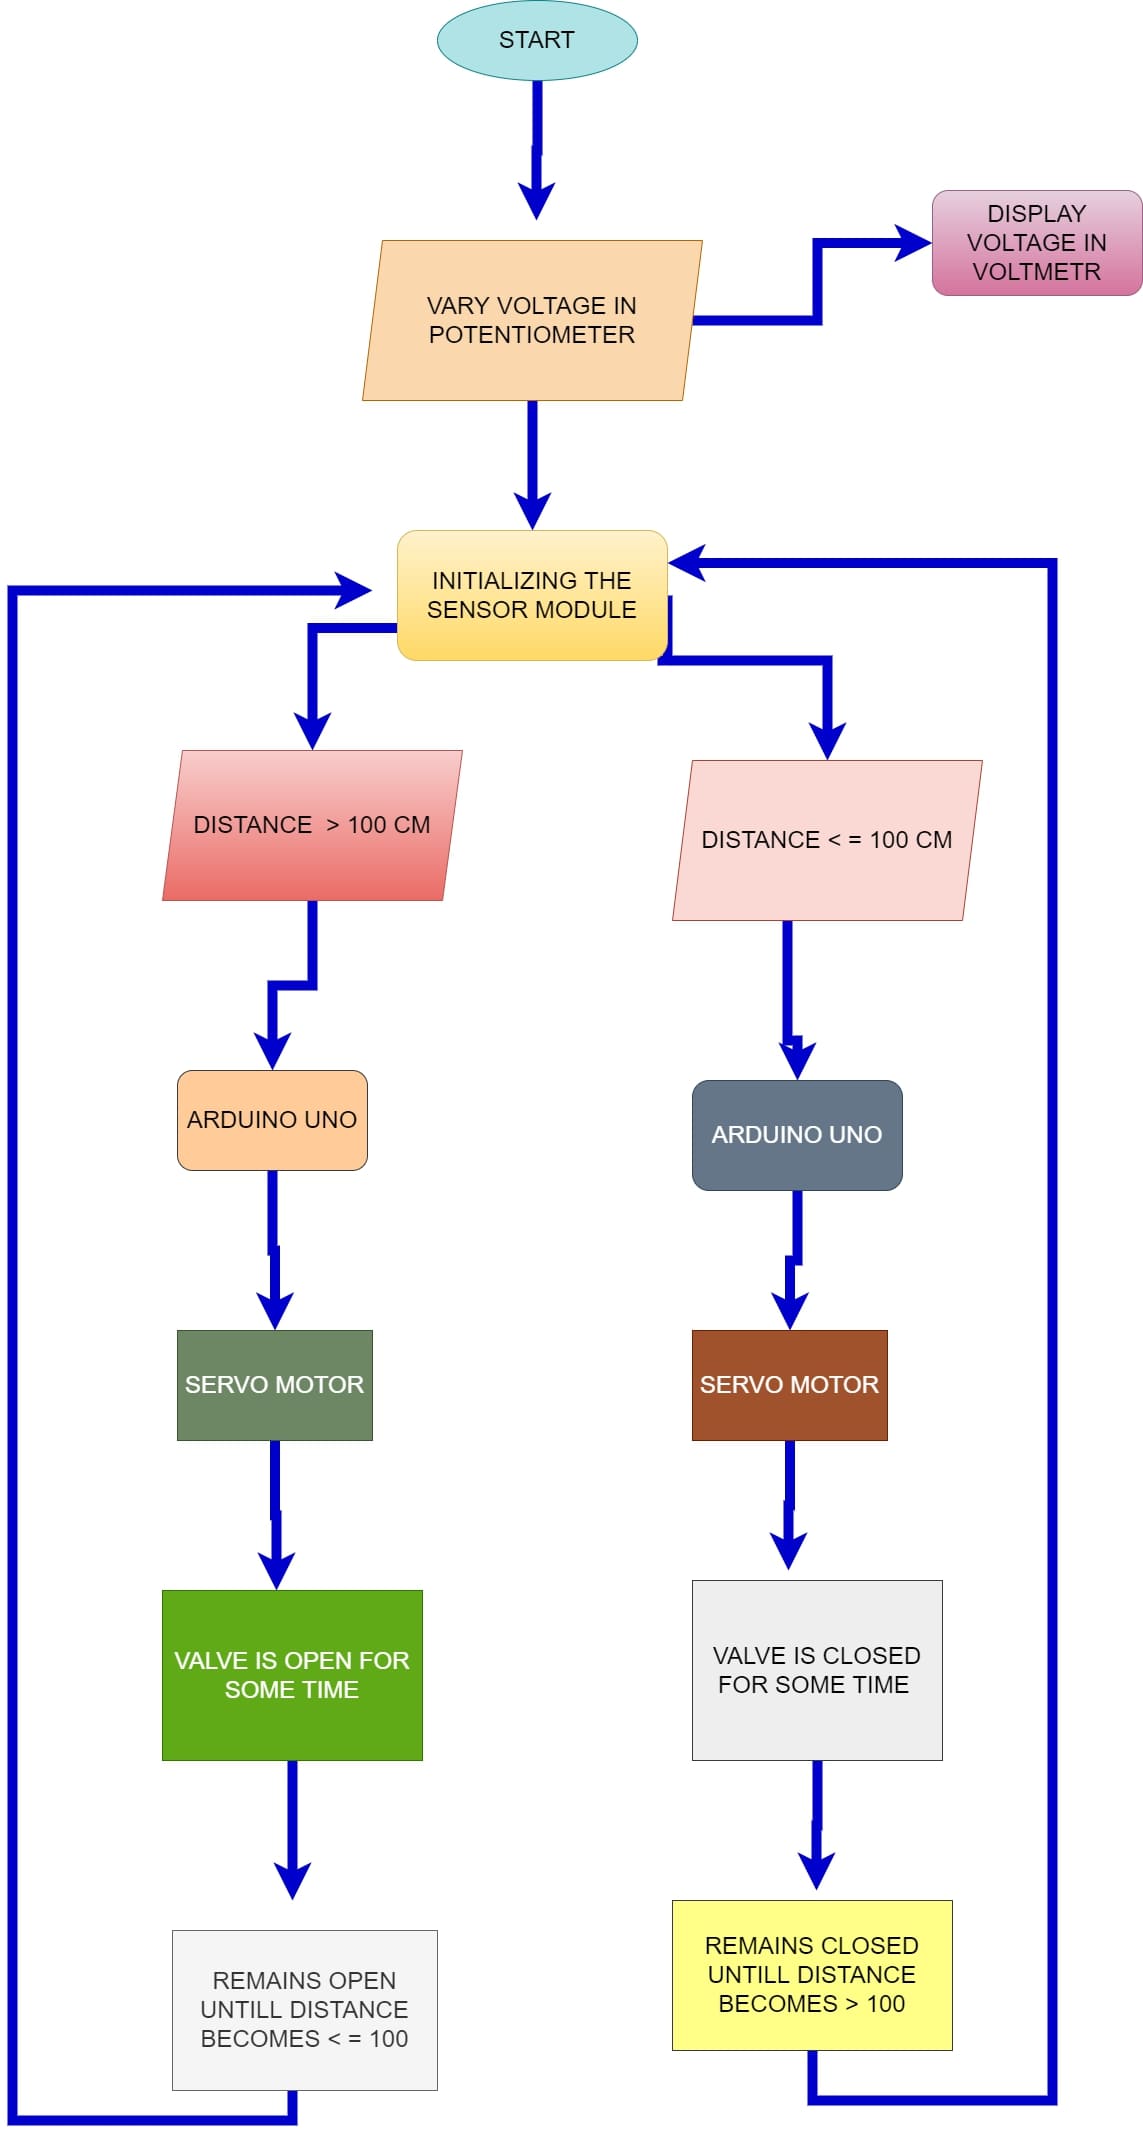 START
DISPLAY
VOLTAGE IN
VOLTMETR
VARY VOLTAGE IN
POTENTIOMETER
INITIALIZING THE
SENSOR MODULE
DISTANCE  > 100 CM
DISTANCE < = 100 CM
ARDUINO UNO
ARDUINO UNO
SERVO MOTOR
SERVO MOTOR
VALVE IS OPEN FOR
SOME TIME
VALVE IS CLOSED
FOR SOME TIME
REMAINS OPEN
UNTILL DISTANCE
BECOMES < = 100
REMAINS CLOSED
UNTILL DISTANCE
BECOMES > 100